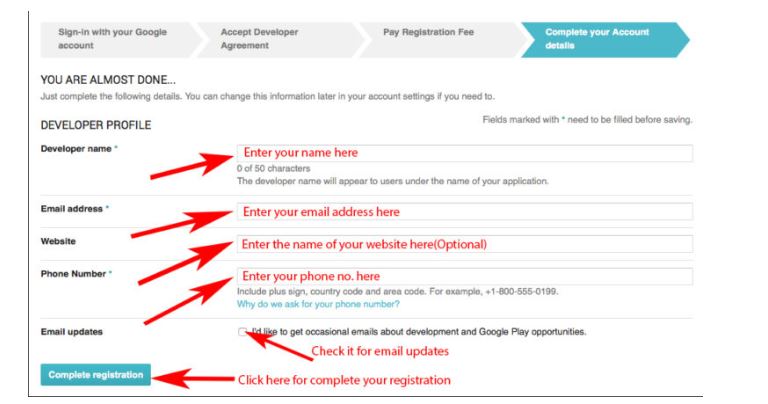 Sign-in with your Google
account
Accept Developer
Agreement
Pay Registration Fee
Complete your Account
details
YOU ARE ALMOST DONE...
Just complete the following details. You can change this information later in your account settings if you need to.
DEVELOPER PROFILE
Fields marked with * need to be filled before saving.
Developer name *
Enter your name here
0 of 50 characters
The developer name will appear to users under the name of your application.
Email address *
Enter your email address here
Website
Enter the name of your website here(Optional)
Phone Number *
Enter your phone no. here
Include plus sign, country code and area code. For example, +1-800-555-0199.
Why do we ask for your phone number?
Email updates
I'd like to get occasional emails about development and Google Play opportunities.
Check it for email updates
Complete registration
Click here for complete your registration